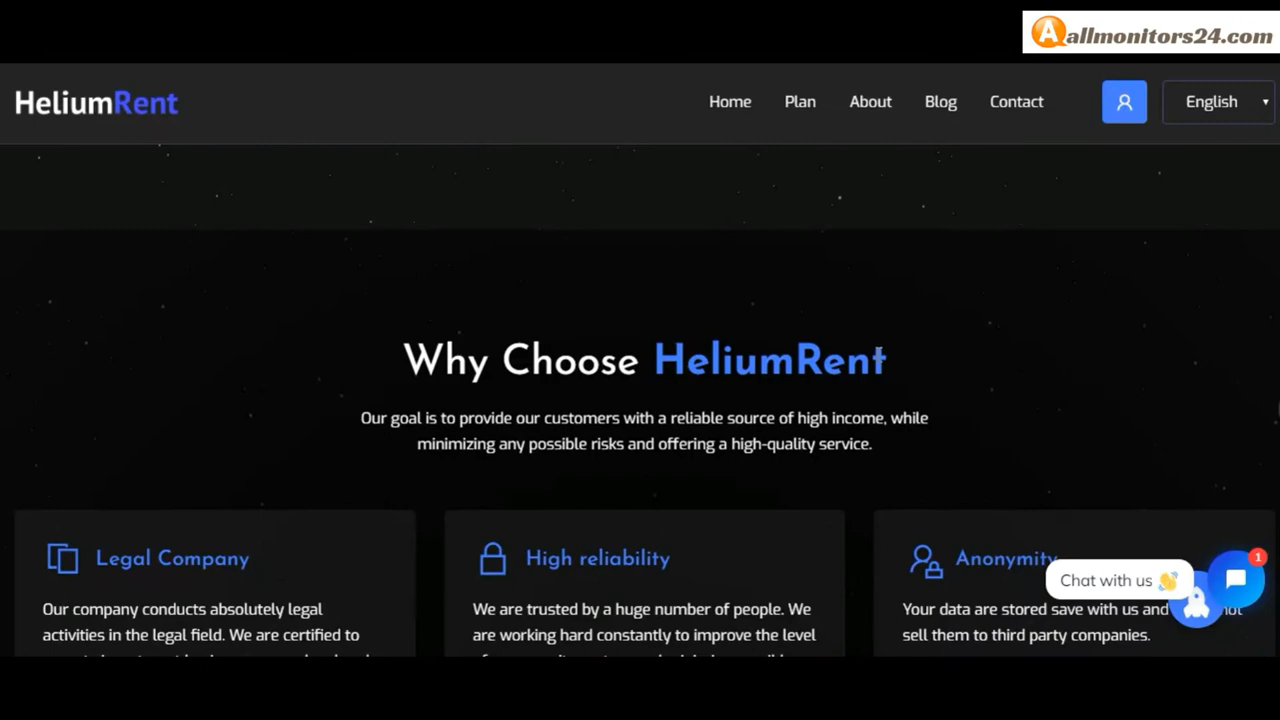 allmonitors24.com
HeliumRent
Home Plan About Blog Contact English
Why Choose HeliumRent
Our goal is to provide our customers with a reliable source of high income, while
minimizing any possible risks and offering a high-quality service.
Legal Company
Our company conducts absolutely legal
activities in the legal field. We are certified to
High reliability
We are trusted by a huge number of people. We
are working hard constantly to improve the level
Anonymity
Your data are stored save with us and
sell them to third party companies.
Chat with us
1